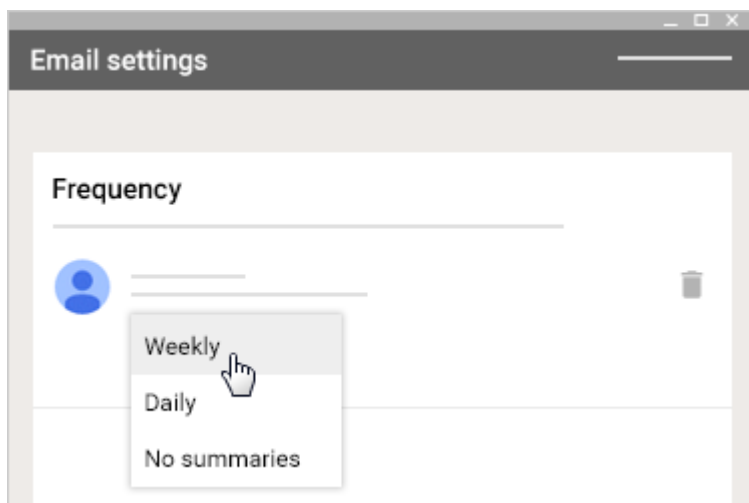 Email settings
Frequency
Weekly
Daily
No summaries